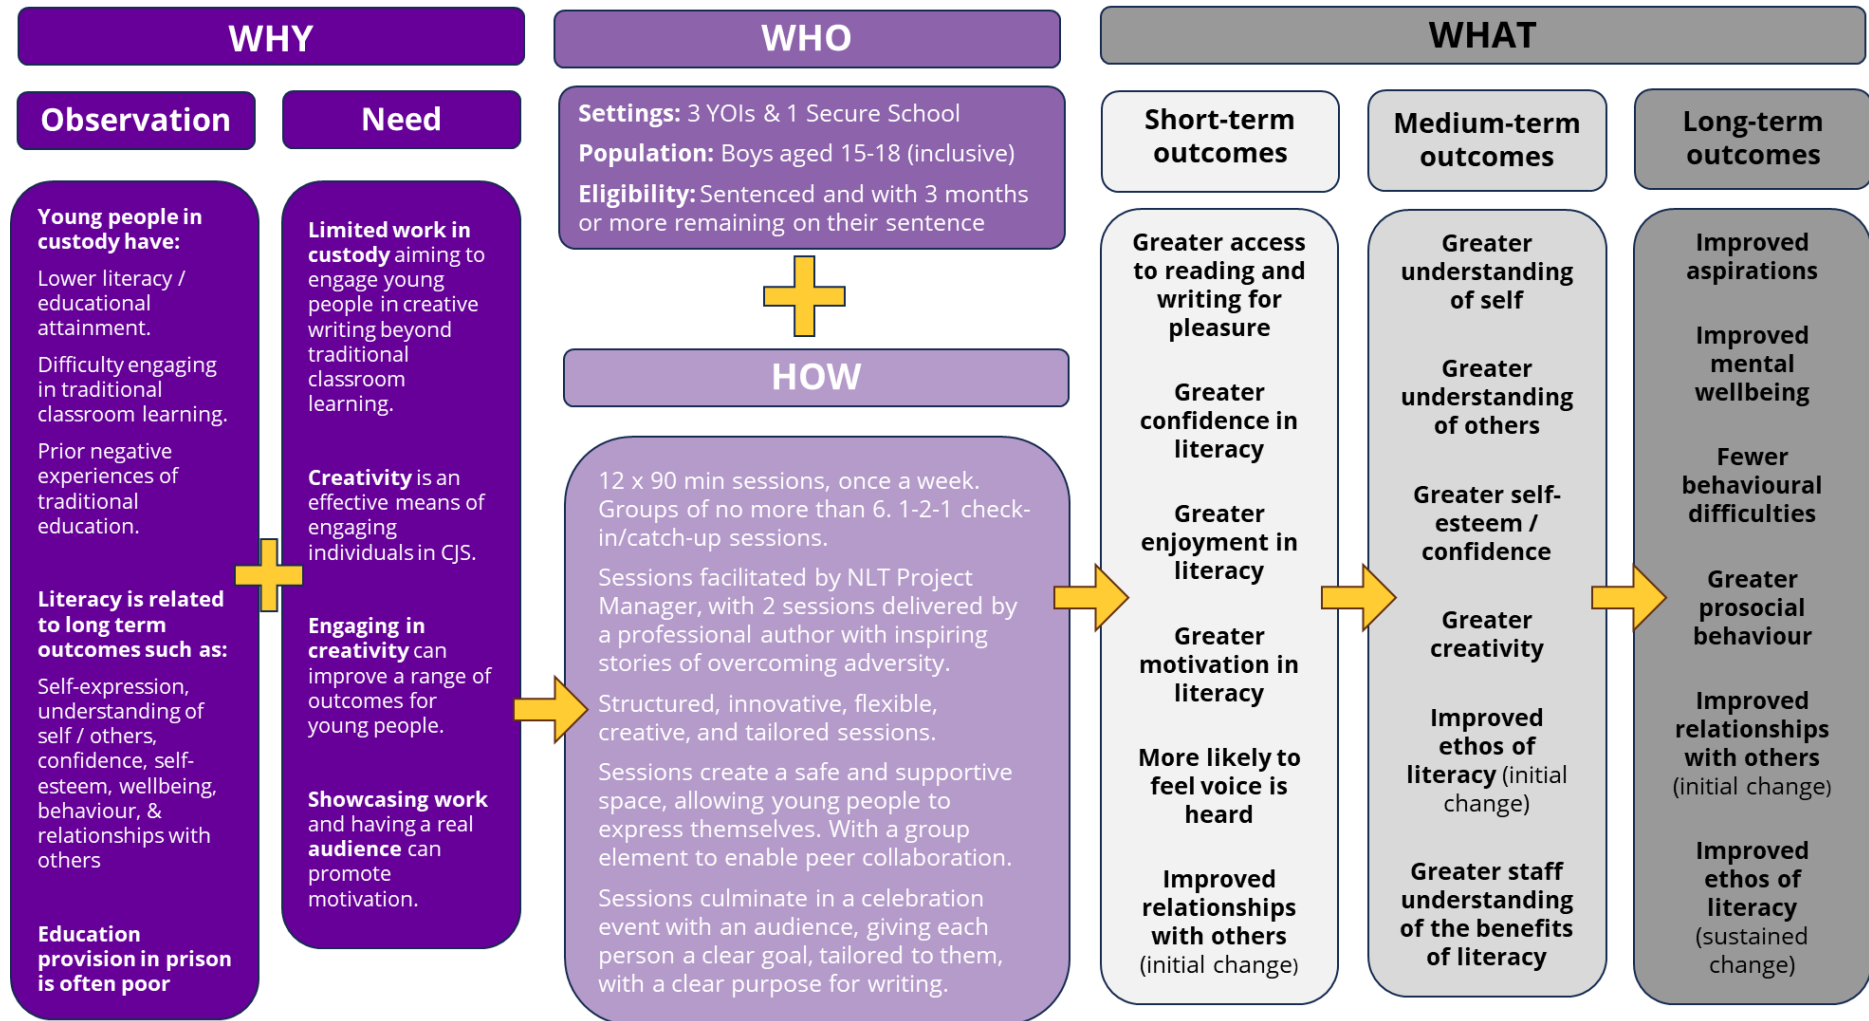 WHY
Observation
Young people in
custody have:
Lower literacy /
educational
attainment.
Difficulty engaging
in traditional
classroom learning.
Prior negative
experiences of
traditional
education.
Literacy is related
to long term
outcomes such as:
Self-expression,
understanding of
self / others,
confidence, self-
esteem, wellbeing,
behaviour, &
relationships with
others
Education
provision in prison
is often poor
Need
Limited work in
custody aiming to
engage young
people in creative
writing beyond
traditional
classroom
learning.
Creativity is an
effective means of
engaging
individuals in CJS.
Engaging in
creativity can
improve a range of
outcomes for
young people.
Showcasing work
and having a real
audience can
promote
motivation.
WHO
Settings: 3 YOIs & 1 Secure School
Population: Boys aged 15-18 (inclusive)
Eligibility: Sentenced and with 3 months
or more remaining on their sentence
HOW
12 x 90 min sessions, once a week.
Groups of no more than 6. 1-2-1 check-
in/catch-up sessions.
Sessions facilitated by NLT Project
Manager, with 2 sessions delivered by
a professional author with inspiring
stories of overcoming adversity.
Structured, innovative, flexible,
creative, and tailored sessions.
Sessions create a safe and supportive
space, allowing young people to
express themselves. With a group
element to enable peer collaboration.
Sessions culminate in a celebration
event with an audience, giving each
person a clear goal, tailored to them,
with a clear purpose for writing.
WHAT
Short-term
outcomes
Greater access
to reading and
writing for
pleasure
Greater
confidence in
literacy
Greater
enjoyment in
literacy
Greater
motivation in
literacy
More likely to
feel voice is
heard
Improved
relationships
with others
(initial change)
Medium-term
outcomes
Greater
understanding
of self
Greater
understanding
of others
Greater self-
esteem /
confidence
Greater
creativity
Improved
ethos of
literacy (initial
change)
Greater staff
understanding
of the benefits
of literacy
Long-term
outcomes
Improved
aspirations
Improved
mental
wellbeing
Fewer
behavioural
difficulties
Greater
prosocial
behaviour
Improved
relationships
with others
(initial change)
Improved
ethos of
literacy
(sustained
change)